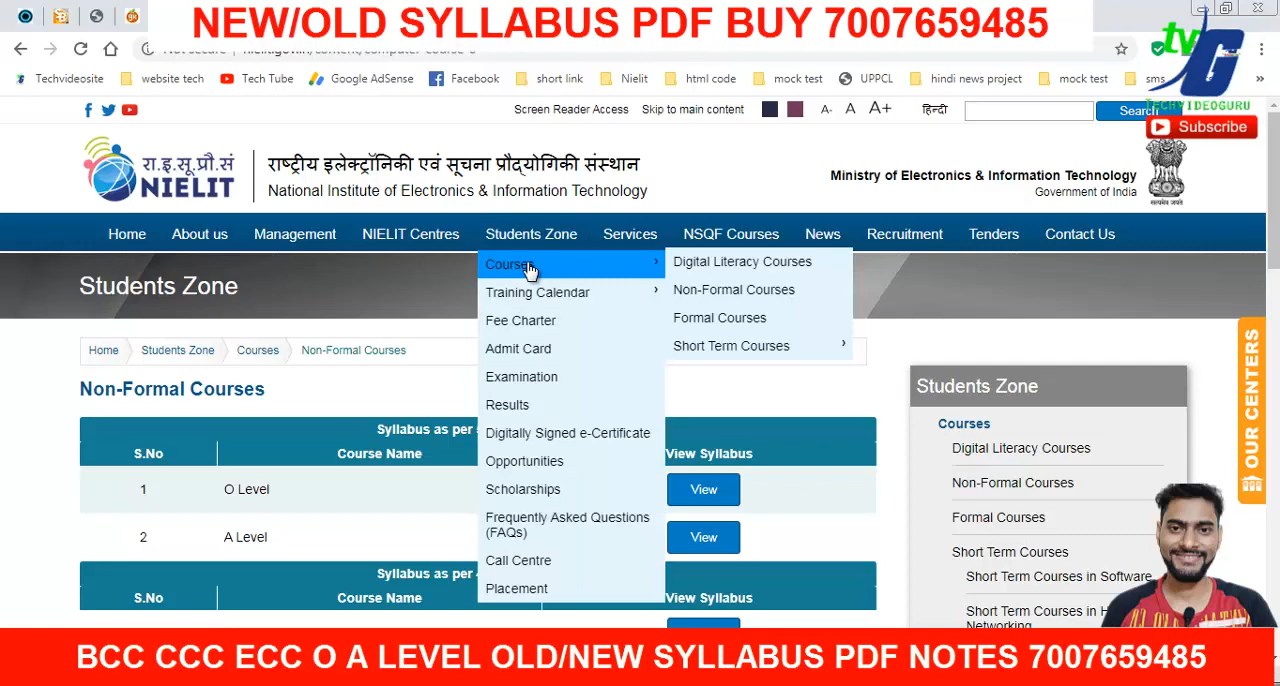 NEW/OLD SYLLABUS PDF BUY 7007659485
Techvideosite
website tech
Tech Tube
Google AdSense
Facebook
short link
Nielit
html code
mock test
UPPCL
hindi news project
mock test
sms
»
tv
G
TECHVIDEOGURU
Subscribe
Screen Reader Access
Skip to main content
A-
A
A+
हिन्दी
Search
रा.इ.सू.प्रौ.सं
NIELIT
राष्ट्रीय इलेक्ट्रॉनिकी एवं सूचना प्रौद्योगिकी संस्थान
National Institute of Electronics & Information Technology
Ministry of Electronics & Information Technology
Government of India
Home
About us
Management
NIELIT Centres
Students Zone
Services
NSQF Courses
News
Recruitment
Tenders
Contact Us
Students Zone
Courses
Training Calendar
Fee Charter
Admit Card
Examination
Results
Digitally Signed e-Certificate
Opportunities
Scholarships
Frequently Asked Questions
(FAQs)
Call Centre
Placement
Digital Literacy Courses
Non-Formal Courses
Formal Courses
Short Term Courses
Home
Students Zone
Courses
Non-Formal Courses
Non-Formal Courses
Syllabus as per
S.No
Course Name
View Syllabus
1
O Level
View
2
A Level
View
Syllabus as per
S.No
Course Name
View Syllabus
Students Zone
Courses
Digital Literacy Courses
Non-Formal Courses
Formal Courses
Short Term Courses
Short Term Courses in Software
Short Term Courses in
Networking
OUR CENTERS
BCC CCC ECC O A LEVEL OLD/NEW SYLLABUS PDF NOTES 7007659485